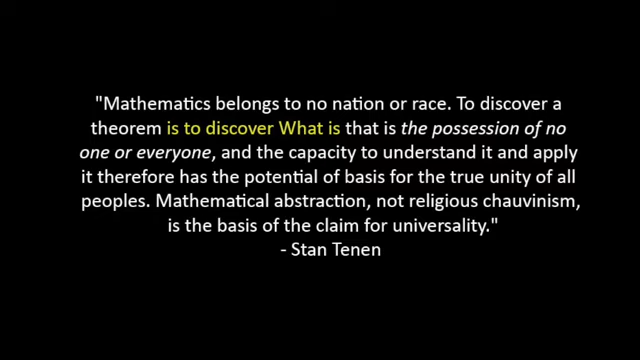 "Mathematics belongs to no nation or race. To discover a
theorem is to discover What is that is the possession of no
one or everyone, and the capacity to understand it and apply
it therefore has the potential of basis for the true unity of all
peoples. Mathematical abstraction, not religious chauvinism,
is the basis of the claim for universality."
- Stan Tenen